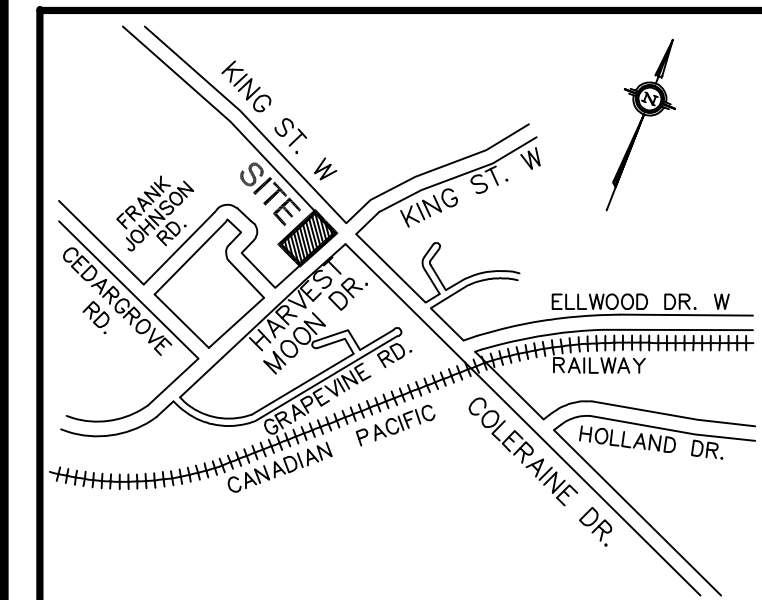 KING ST. W
N
SITE
KING ST. W
FRANK
JOHNSON
RD.
CEDARGROVE
RD.
HARVEST
MOON DR.
ELLWOOD DR. W
RAILWAY
GRAPEVINE RD.
CANADIAN PACIFIC
COLERAINE DR.
HOLLAND DR.